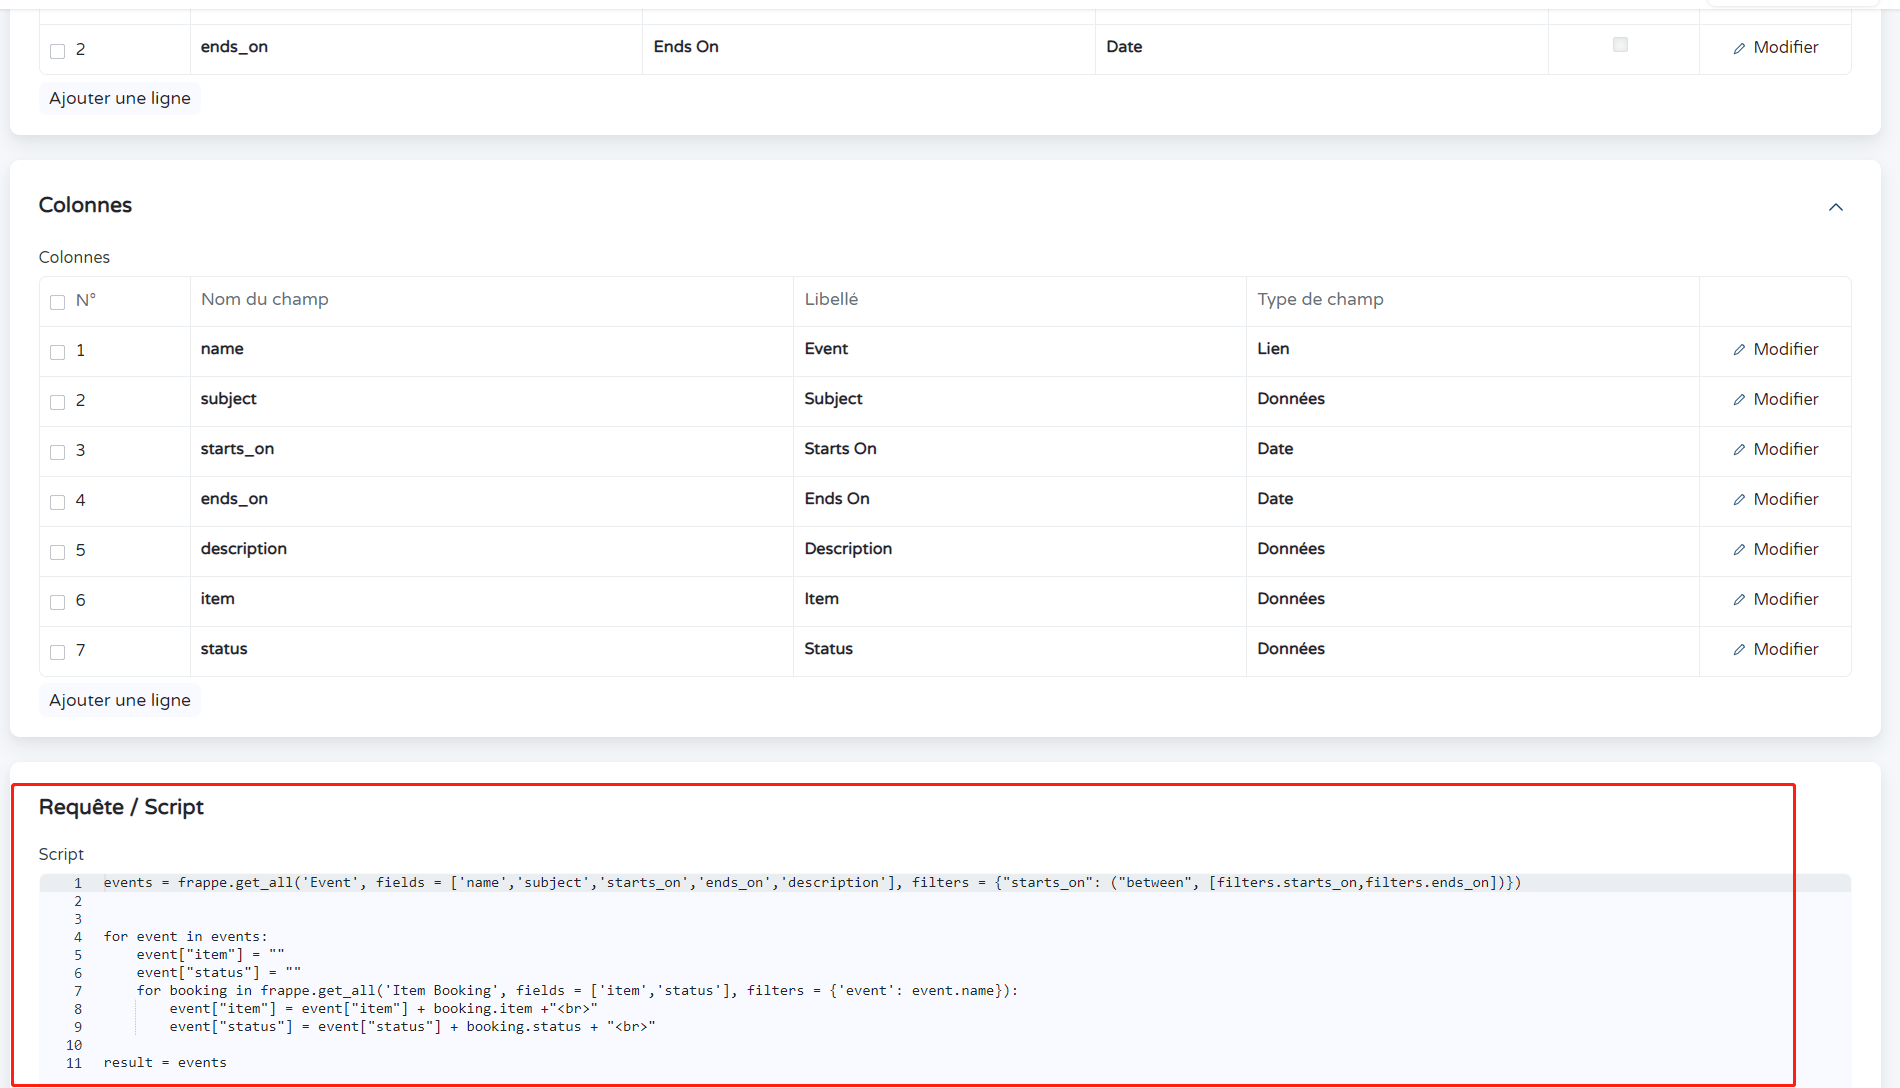 2 ends_on Ends On Date Modifier
Ajouter une ligne
Colonnes
Colonnes
N° Nom du champ Libellé Type de champ
1 name Event Lien Modifier
2 subject Subject Données Modifier
3 starts_on Starts On Date Modifier
4 ends_on Ends On Date Modifier
5 description Description Données Modifier
6 item Item Données Modifier
7 status Status Données Modifier
Ajouter une ligne
Requête / Script
Script
1 events = frappe.get_all('Event', fields = ['name','subject','starts_on','ends_on','description'], filters = {"starts_on": ("between", [filters.starts_on,filters.ends_on])})
2
3
4 for event in events:
5     event["item"] = ""
6     event["status"] = ""
7     for booking in frappe.get_all('Item Booking', fields = ['item','status'], filters = {'event': event.name}):
8         event["item"] = event["item"] + booking.item +"<br>"
9         event["status"] = event["status"] + booking.status + "<br>"
10
11 result = events